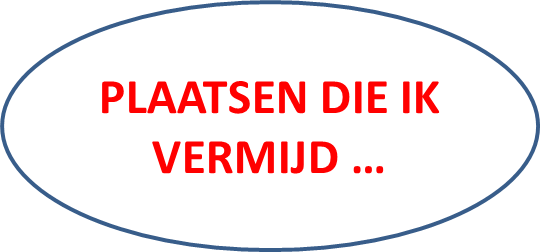 PLAATSEN DIE IK
VERMIJD …